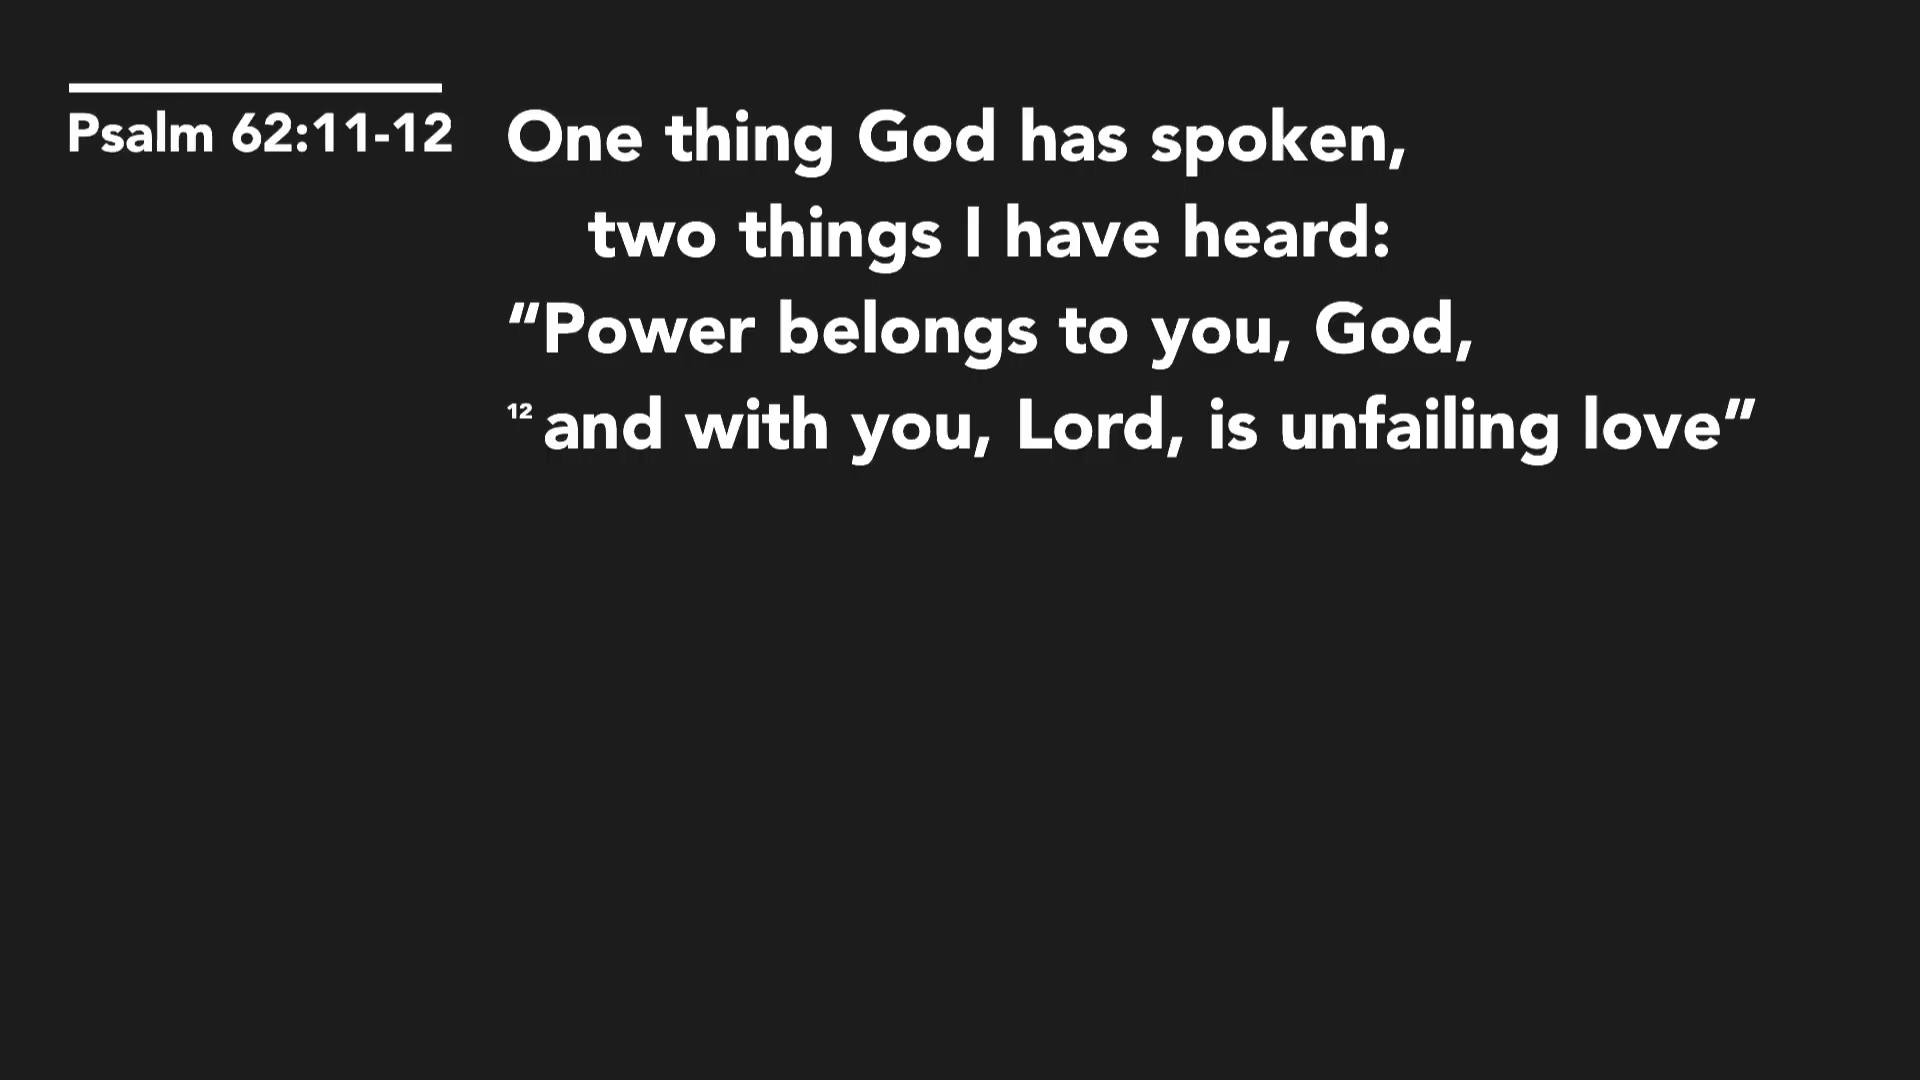 Psalm 62:11-12
One thing God has spoken,
two things I have heard:
“Power belongs to you, God,
¹² and with you, Lord, is unfailing love”